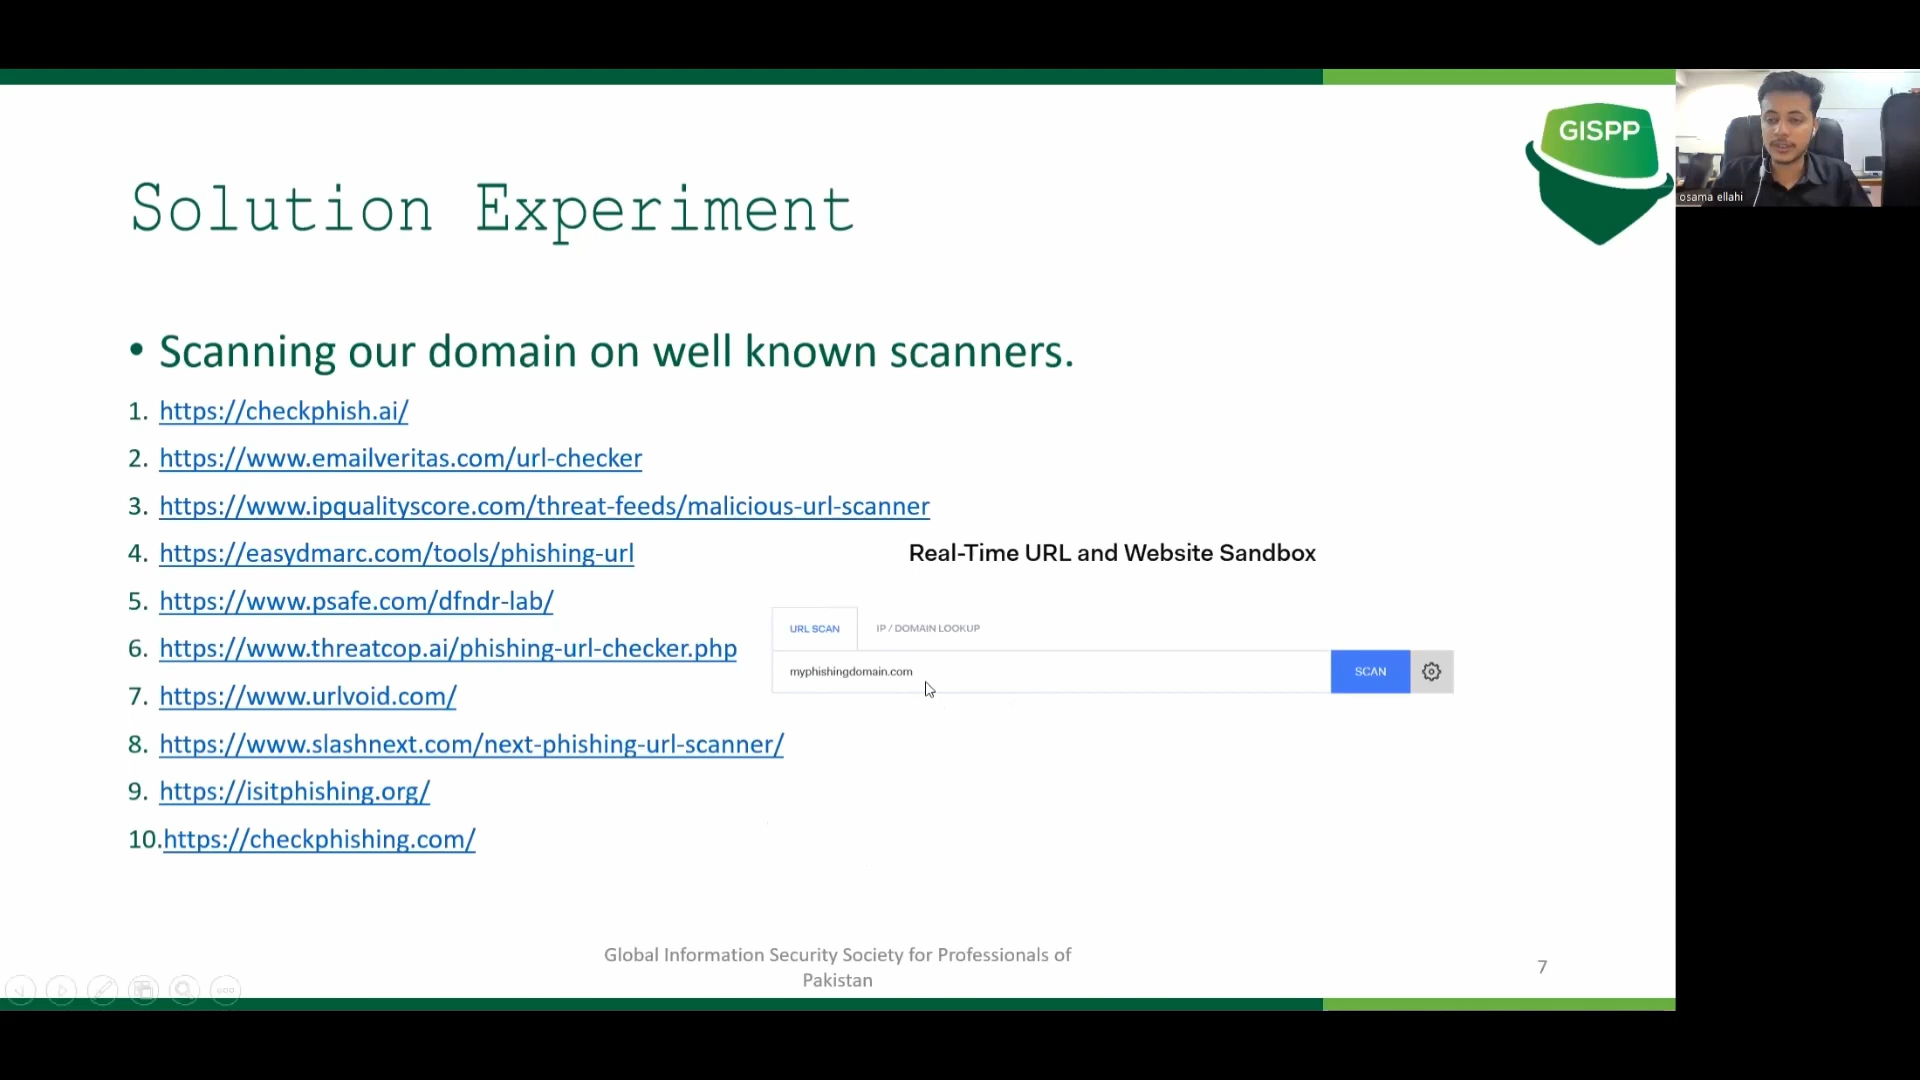 GISPP
osama ellahi
Solution Experiment
• Scanning our domain on well known scanners.
1. https://checkphish.ai/
2. https://www.emailveritas.com/url-checker
3. https://www.ipqualityscore.com/threat-feeds/malicious-url-scanner
4. https://easydmarc.com/tools/phishing-url
5. https://www.psafe.com/dfndr-lab/
6. https://www.threatcop.ai/phishing-url-checker.php
7. https://www.urlvoid.com/
8. https://www.slashnext.com/next-phishing-url-scanner/
9. https://isitphishing.org/
10.https://checkphishing.com/
Real-Time URL and Website Sandbox
URL SCAN
IP / DOMAIN LOOKUP
myphishingdomain.com
SCAN
Global Information Security Society for Professionals of
Pakistan
7